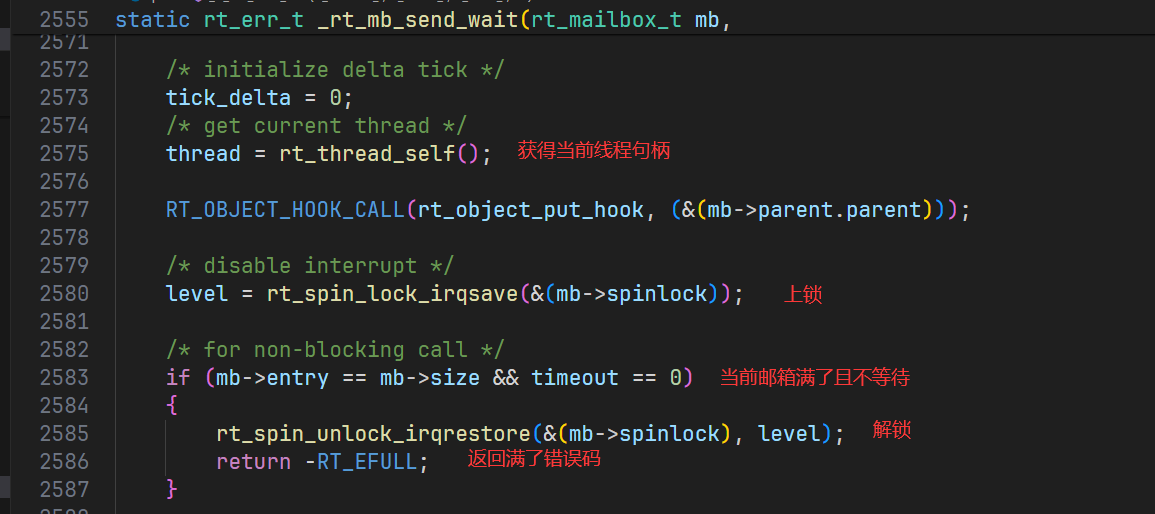 2555 static rt_err_t _rt_mb_send_wait(rt_mailbox_t mb,
2571
2572 /* initialize delta tick */
2573 tick_delta = 0;
2574 /* get current thread */
2575 thread = rt_thread_self(); 获得当前线程句柄
2576
2577 RT_OBJECT_HOOK_CALL(rt_object_put_hook, (&(mb->parent.parent)));
2578
2579 /* disable interrupt */
2580 level = rt_spin_lock_irqsave(&(mb->spinlock)); 上锁
2581
2582 /* for non-blocking call */
2583 if (mb->entry == mb->size && timeout == 0) 当前邮箱满了且不等待
2584 {
2585 rt_spin_unlock_irqrestore(&(mb->spinlock), level); 解锁
2586 return -RT_EFULL; 返回满了错误码
2587 }